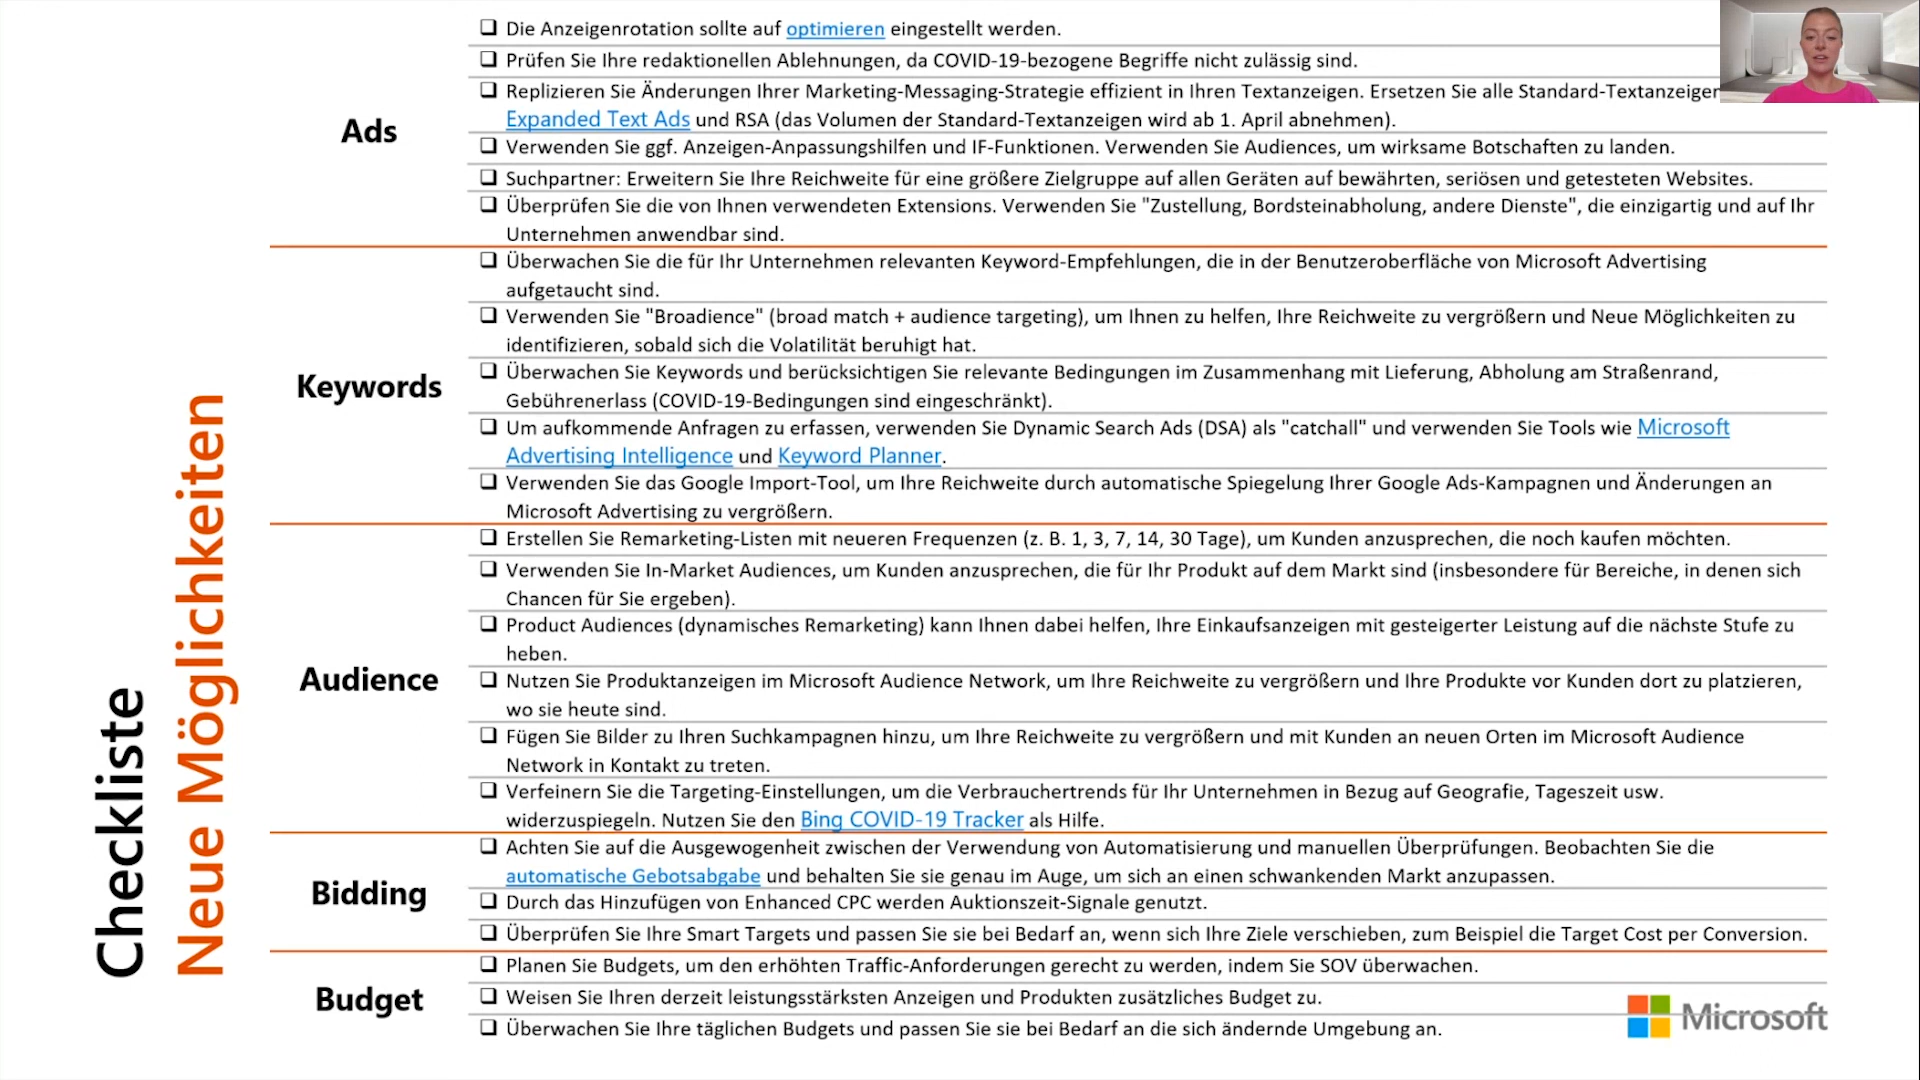 Checkliste
Neue Möglichkeiten
Ads
❑ Die Anzeigenrotation sollte auf optimieren eingestellt werden.
❑ Prüfen Sie Ihre redaktionellen Ablehnungen, da COVID-19-bezogene Begriffe nicht zulässig sind.
❑ Replizieren Sie Änderungen Ihrer Marketing-Messaging-Strategie effizient in Ihren Textanzeigen. Ersetzen Sie alle Standard-Textanzeigen
Expanded Text Ads und RSA (das Volumen der Standard-Textanzeigen wird ab 1. April abnehmen).
❑ Verwenden Sie ggf. Anzeigen-Anpassungshilfen und IF-Funktionen. Verwenden Sie Audiences, um wirksame Botschaften zu landen.
❑ Suchpartner: Erweitern Sie Ihre Reichweite für eine größere Zielgruppe auf allen Geräten auf bewährten, seriösen und getesteten Websites.
❑ Überprüfen Sie die von Ihnen verwendeten Extensions. Verwenden Sie "Zustellung, Bordsteinabholung, andere Dienste", die einzigartig und auf Ihr
Unternehmen anwendbar sind.
Keywords
❑ Überwachen Sie die für Ihr Unternehmen relevanten Keyword-Empfehlungen, die in der Benutzeroberfläche von Microsoft Advertising
aufgetaucht sind.
❑ Verwenden Sie "Broadience" (broad match + audience targeting), um Ihnen zu helfen, Ihre Reichweite zu vergrößern und Neue Möglichkeiten zu
identifizieren, sobald sich die Volatilität beruhigt hat.
❑ Überwachen Sie Keywords und berücksichtigen Sie relevante Bedingungen im Zusammenhang mit Lieferung, Abholung am Straßenrand,
Gebührenerlass (COVID-19-Bedingungen sind eingeschränkt).
❑ Um aufkommende Anfragen zu erfassen, verwenden Sie Dynamic Search Ads (DSA) als "catchall" und verwenden Sie Tools wie Microsoft
Advertising Intelligence und Keyword Planner.
❑ Verwenden Sie das Google Import-Tool, um Ihre Reichweite durch automatische Spiegelung Ihrer Google Ads-Kampagnen und Änderungen an
Microsoft Advertising zu vergrößern.
Audience
❑ Erstellen Sie Remarketing-Listen mit neueren Frequenzen (z. B. 1, 3, 7, 14, 30 Tage), um Kunden anzusprechen, die noch kaufen möchten.
❑ Verwenden Sie In-Market Audiences, um Kunden anzusprechen, die für Ihr Produkt auf dem Markt sind (insbesondere für Bereiche, in denen sich
Chancen für Sie ergeben).
❑ Product Audiences (dynamisches Remarketing) kann Ihnen dabei helfen, Ihre Einkaufsanzeigen mit gesteigerter Leistung auf die nächste Stufe zu
heben.
❑ Nutzen Sie Produktanzeigen im Microsoft Audience Network, um Ihre Reichweite zu vergrößern und Ihre Produkte vor Kunden dort zu platzieren,
wo sie heute sind.
❑ Fügen Sie Bilder zu Ihren Suchkampagnen hinzu, um Ihre Reichweite zu vergrößern und mit Kunden an neuen Orten im Microsoft Audience
Network in Kontakt zu treten.
❑ Verfeinern Sie die Targeting-Einstellungen, um die Verbrauchertrends für Ihr Unternehmen in Bezug auf Geografie, Tageszeit usw.
widerzuspiegeln. Nutzen Sie den Bing COVID-19 Tracker als Hilfe.
Bidding
❑ Achten Sie auf die Ausgewogenheit zwischen der Verwendung von Automatisierung und manuellen Überprüfungen. Beobachten Sie die
automatische Gebotsabgabe und behalten Sie sie genau im Auge, um sich an einen schwankenden Markt anzupassen.
❑ Durch das Hinzufügen von Enhanced CPC werden Auktionszeit-Signale genutzt.
❑ Überprüfen Sie Ihre Smart Targets und passen Sie sie bei Bedarf an, wenn sich Ihre Ziele verschieben, zum Beispiel die Target Cost per Conversion.
Budget
❑ Planen Sie Budgets, um den erhöhten Traffic-Anforderungen gerecht zu werden, indem Sie SOV überwachen.
❑ Weisen Sie Ihren derzeit leistungsstärksten Anzeigen und Produkten zusätzliches Budget zu.
❑ Überwachen Sie Ihre täglichen Budgets und passen Sie sie bei Bedarf an die sich ändernde Umgebung an.
Microsoft